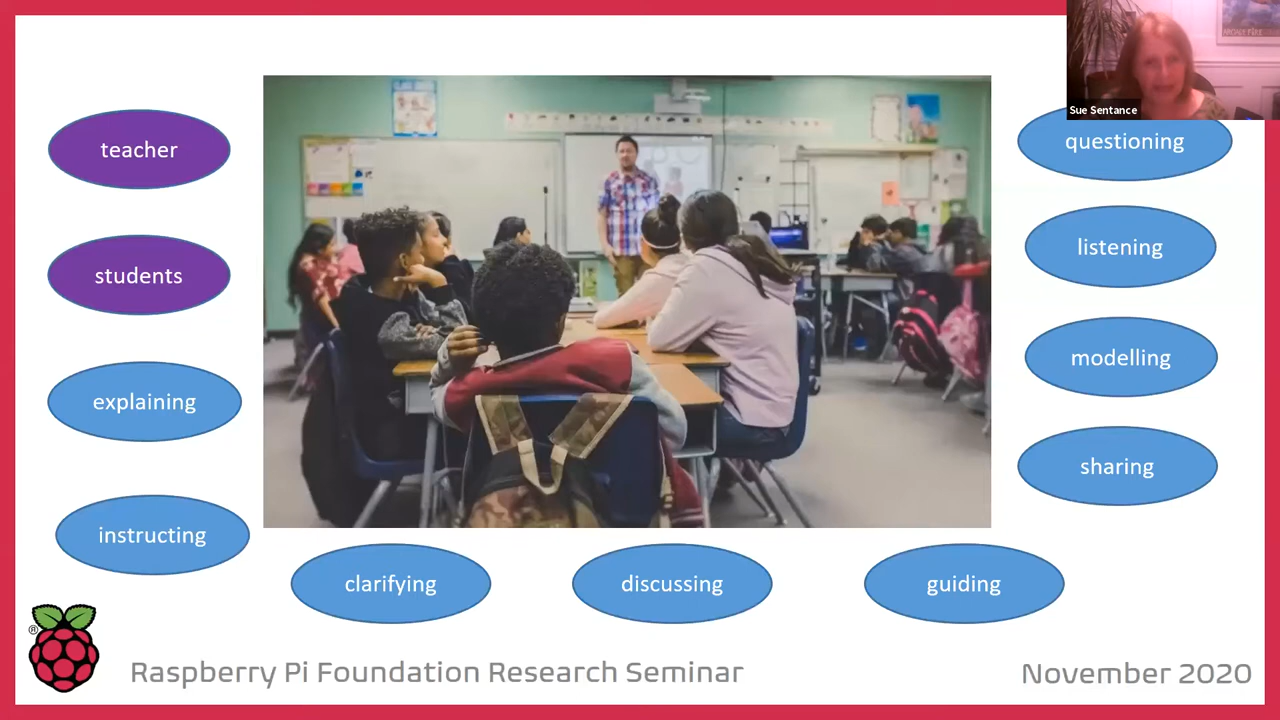 Sue Sentance
teacher
questioning
listening
students
modelling
explaining
sharing
instructing
clarifying
discussing
guiding
®
Raspberry Pi Foundation Research Seminar
November 2020